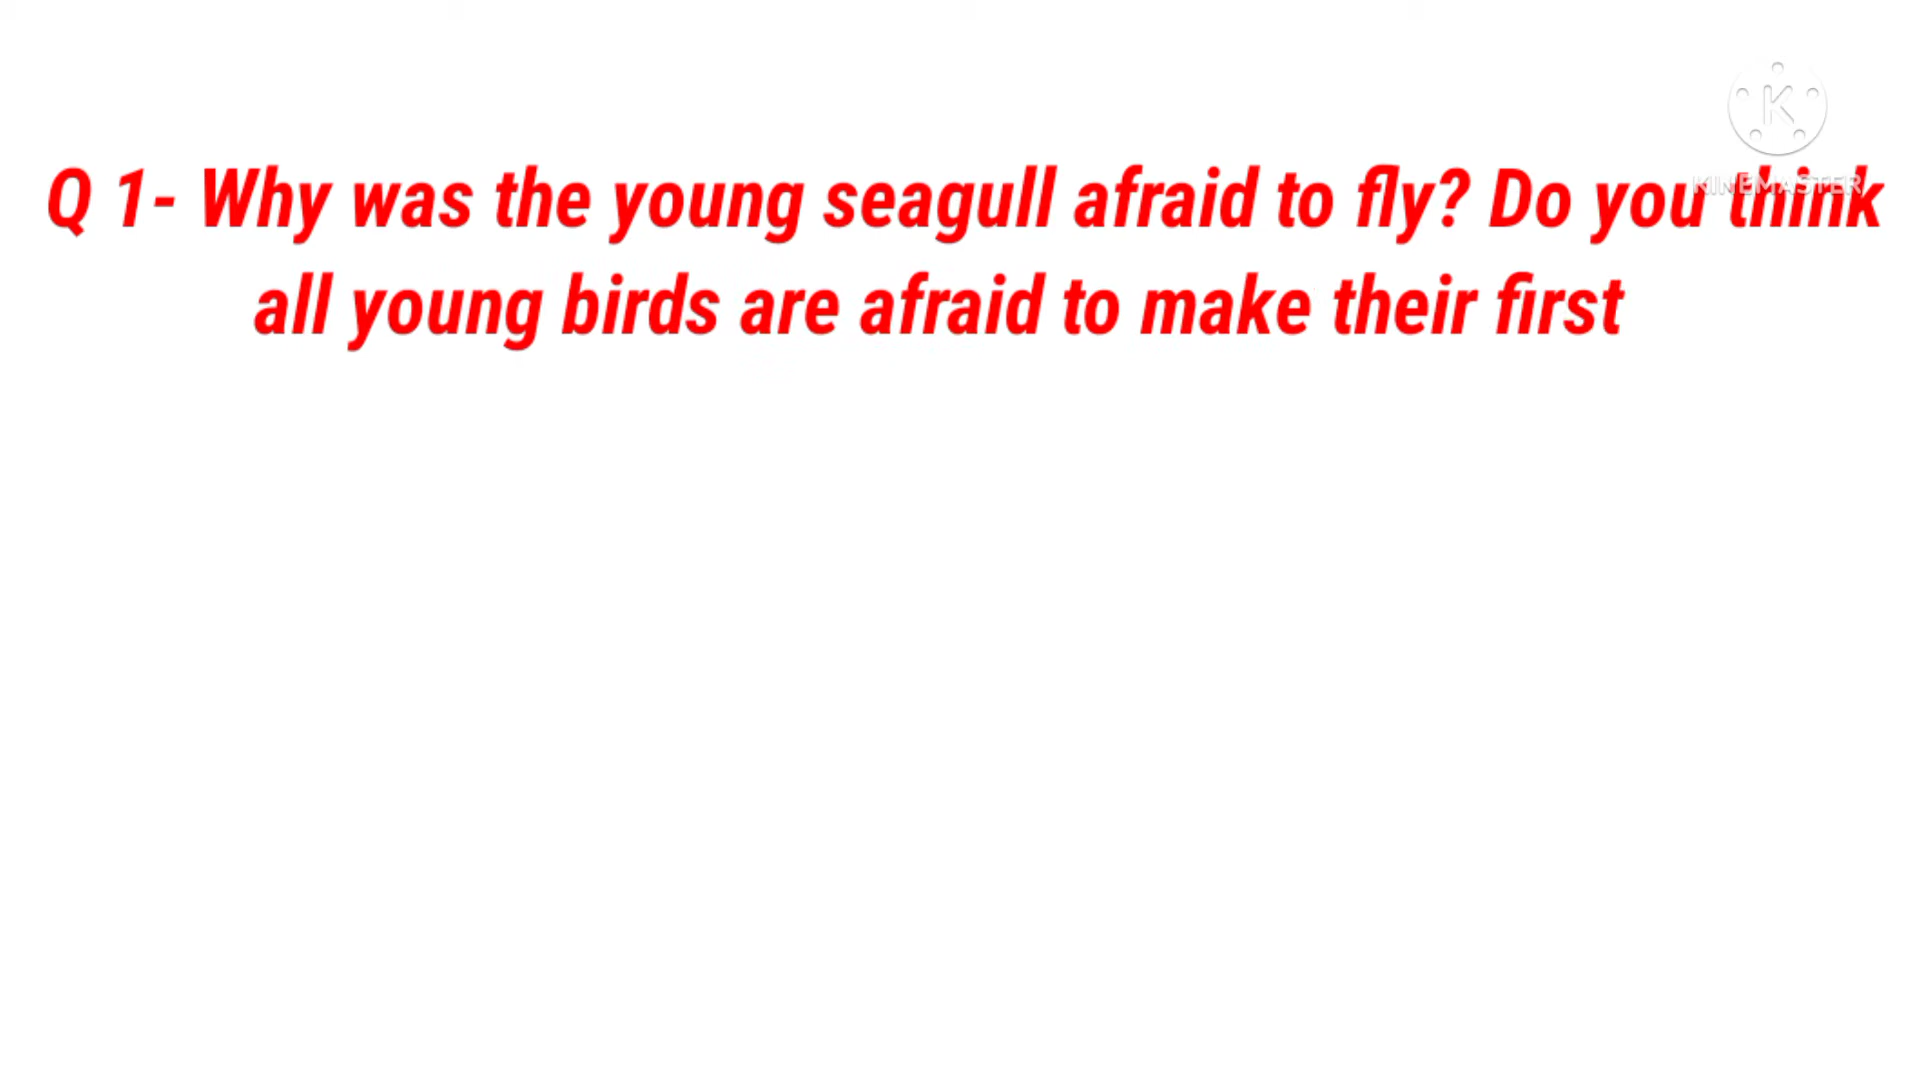 K
KINEMASTER
Q 1- Why was the young seagull afraid to fly? Do you think
all young birds are afraid to make their first